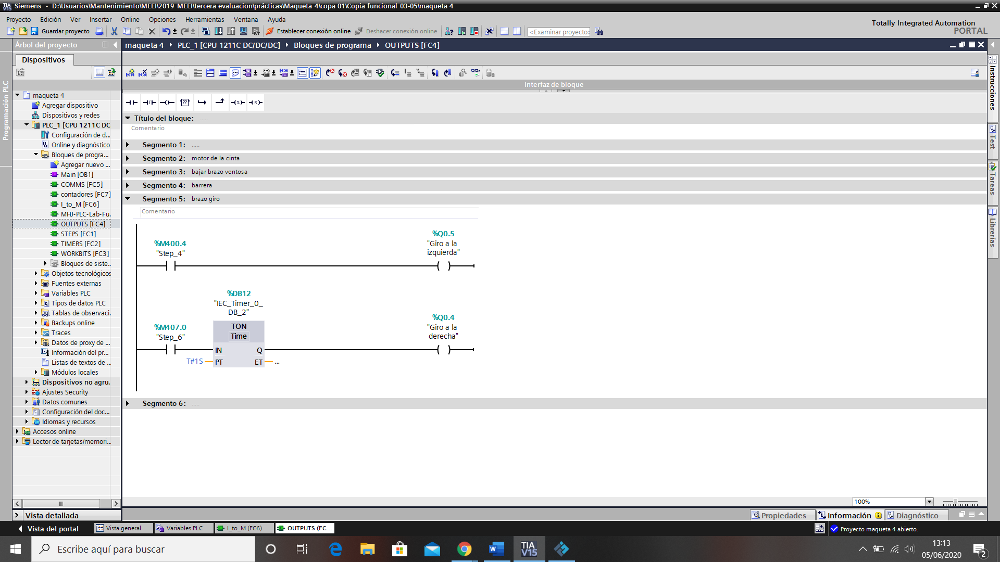 Siemens - D:\Usuarios\Mantenimiento\MEEI\2019 MEEI\tercera evaluacion\prácticas\Maqueta 4\copa 01\Copia funcional 03-05\maqueta 4
Proyecto Edición Ver Insertar Online Opciones Herramientas Ventana Ayuda
Totally Integrated Automation
PORTAL
Guardar proyecto
Establecer conexión online
Deshacer conexión online
<Examinar proyecto>
Árbol del proyecto
maqueta 4 PLC_1 [CPU 1211C DC/DC/DC] Bloques de programa OUTPUTS [FC4]
Dispositivos
Programación PLC
Interfaz de bloque
maqueta 4
Agregar dispositivo
Dispositivos y redes
PLC_1 [CPU 1211C DC
Configuración de d...
Online y diagnóstico
Bloques de progra...
Agregar nuevo ...
Main [OB1]
COMMS [FC5]
contadores [FC7]
I_to_M [FC6]
MHJ-PLC-Lab-Fu.
OUTPUTS [FC4]
STEPS [FC1]
TIMERS [FC2]
WORKBITS [FC3]
Bloques de siste..
Objetos tecnológicos
Fuentes externas
Variables PLC
Tipos de datos PLC
Tablas de observaci.
Backups online
Traces
Datos de proxy de ...
Información del pr...
Listas de textos de ...
Módulos locales
Dispositivos no agru.
Ajustes Security
Datos comunes
Configuración del doc...
Idiomas y recursos
Accesos online
Lector de tarjetas/memori...
Vista detallada
Título del bloque: .....
Comentario
Segmento 1: .....
Segmento 2: motor de la cinta
Segmento 3: bajar brazo ventosa
Segmento 4: barrera
Segmento 5: brazo giro
Comentario
%M400.4
"Step_4"
%Q0.5
"Giro a la
izquierda"
%DB12
"IEC_Timer_0_
DB_2"
%M407.0
"Step_6"
TON
Time
IN Q
T#1S PT ET ...
%Q0.4
"Giro a la
derecha"
Segmento 6: .....
Instrucciones
Test
Tareas
Librerías
100%
Propiedades Información Diagnóstico
Vista del portal
Vista general
Variables PLC
I_to_M (FC6)
OUTPUTS (FC...
Proyecto maqueta 4 abierto.
Escribe aquí para buscar
TIA
V15
13:13
05/06/2020
2